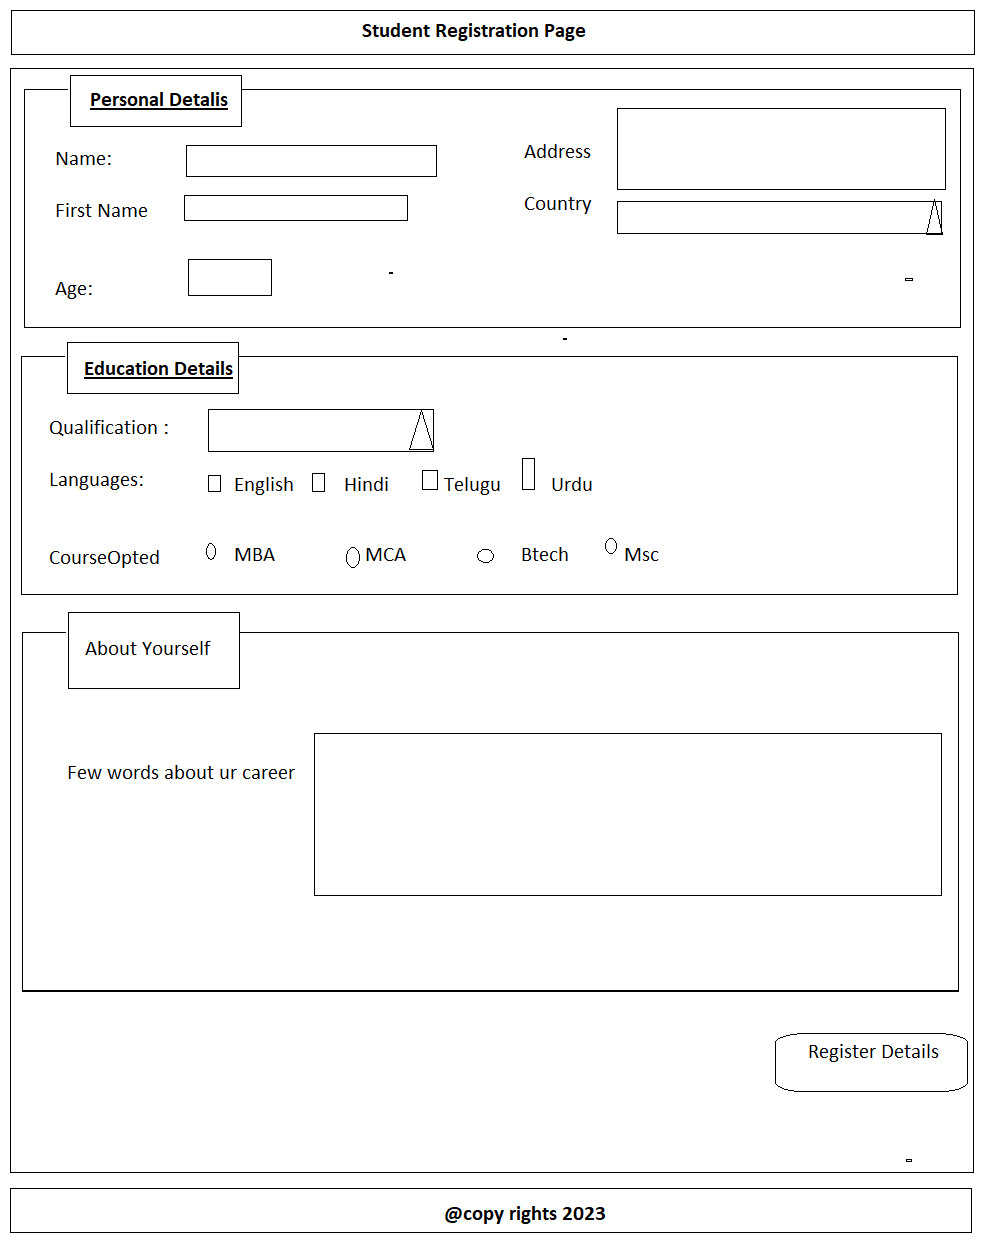 Student Registration Page
Personal Detalis
Name:
Address
First Name
Country
Age:
Education Details
Qualification :
Languages:
English
Hindi
Telugu
Urdu
CourseOpted
MBA
MCA
Btech
Msc
About Yourself
Few words about ur career
Register Details
@copy rights 2023